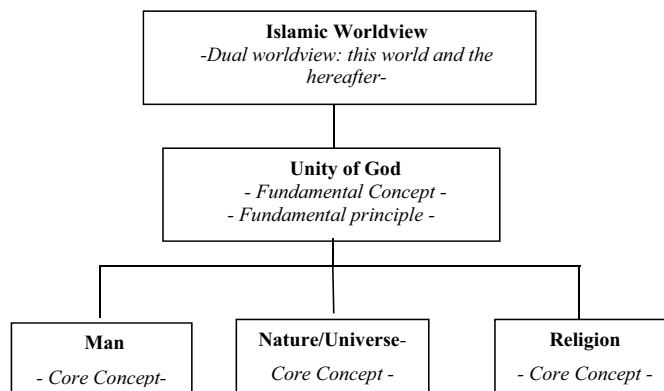 Islamic Worldview
-Dual worldview: this world and the
hereafter-
Unity of God
- Fundamental Concept -
- Fundamental principle -
Man
- Core Concept-
Nature/Universe-
Core Concept -
Religion
- Core Concept -